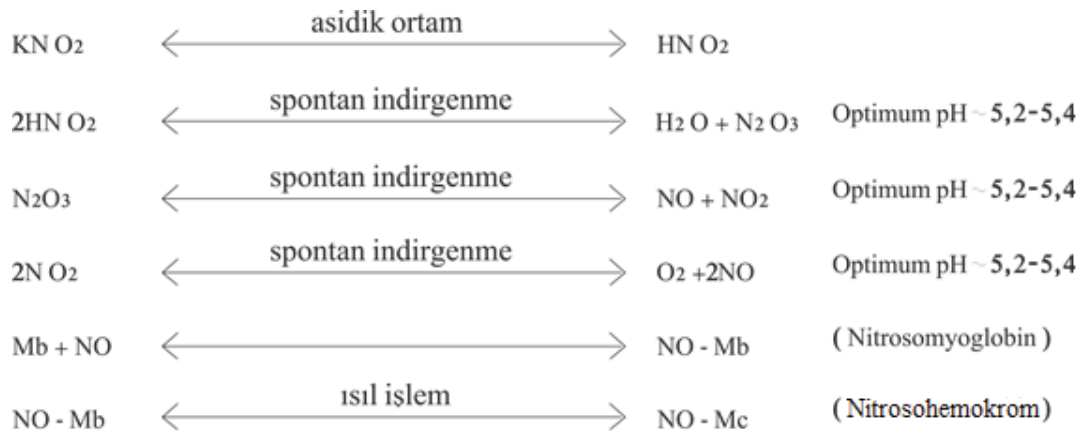 asidik ortam
KN O2 HN O2
spontan indirgenme
2HN O2 H2 O + N2 O3 Optimum pH ~ 5,2-5,4
spontan indirgenme
N2O3 NO + NO2 Optimum pH ~ 5,2-5,4
spontan indirgenme
2N O2 O2 +2NO Optimum pH ~ 5,2-5,4
Mb + NO NO - Mb ( Nitrosomyoglobin )
ısıl işlem
NO - Mb NO - Mc (Nitrosohemokrom)